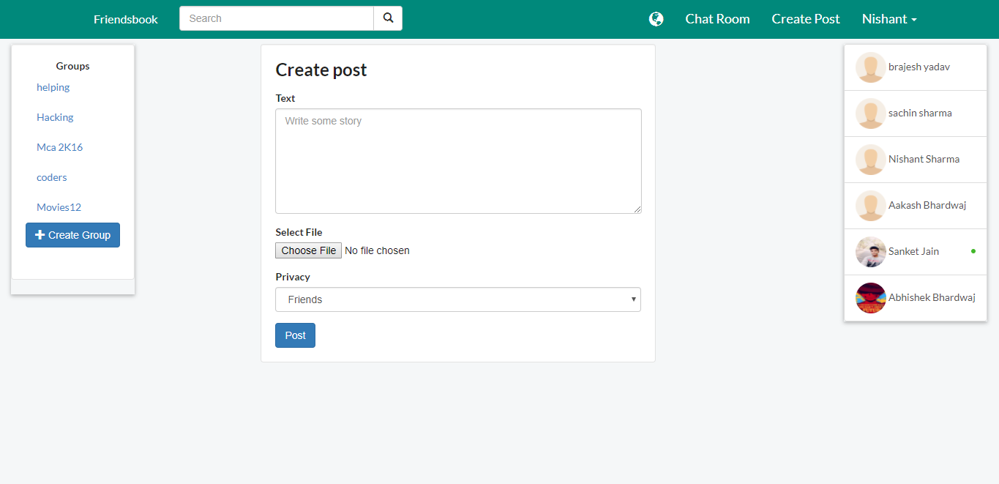 Friendsbook
Search
Chat Room
Create Post
Nishant
Groups
helping
Hacking
Mca 2K16
coders
Movies12
Create Group
Create post
Text
Write some story
Select File
Choose File No file chosen
Privacy
Friends
Post
brajesh yadav
sachin sharma
Nishant Sharma
Aakash Bhardwaj
Sanket Jain
Abhishek Bhardwaj